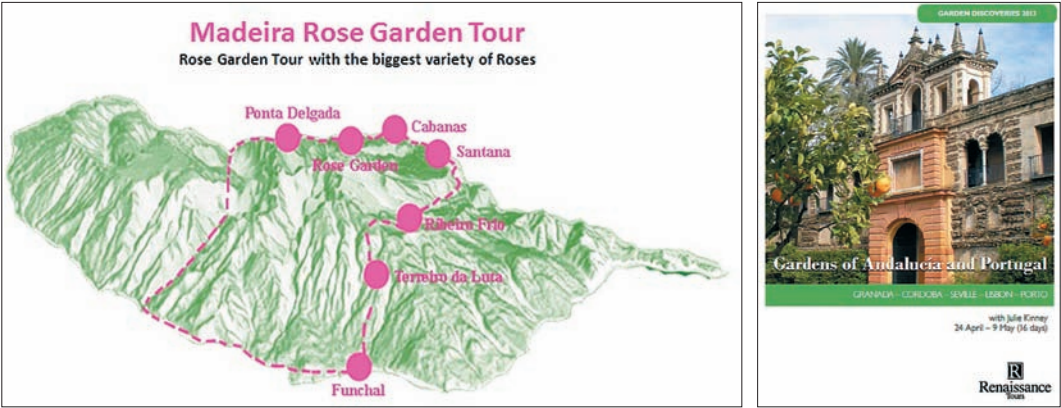 Madeira Rose Garden Tour
Rose Garden Tour with the biggest variety of Roses
Ponta Delgada
Cabanas
Rose Garden
Santana
Ribeiro Frio
Terreiro da Luta
Funchal
GARDEN DISCOVERIES 2012
Gardens of Andalucía and Portugal
GRANADA - CORDOBA - SEVILLE - LISBON - PORTO
with Julie Kinney
24 April – 9 May (16 days)
R
Renaissance
Tours